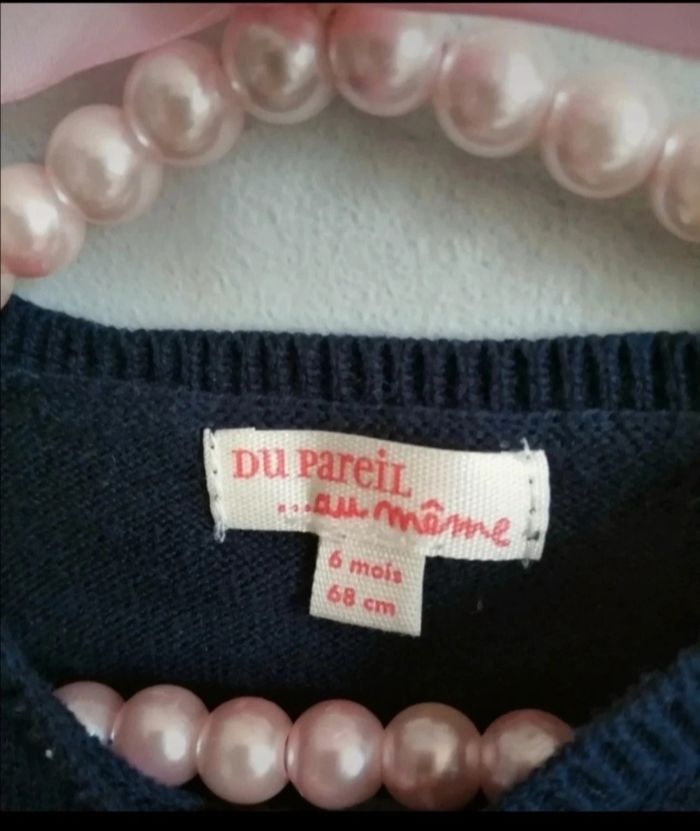 DU PareiL
...au même
6 mois
68 cm